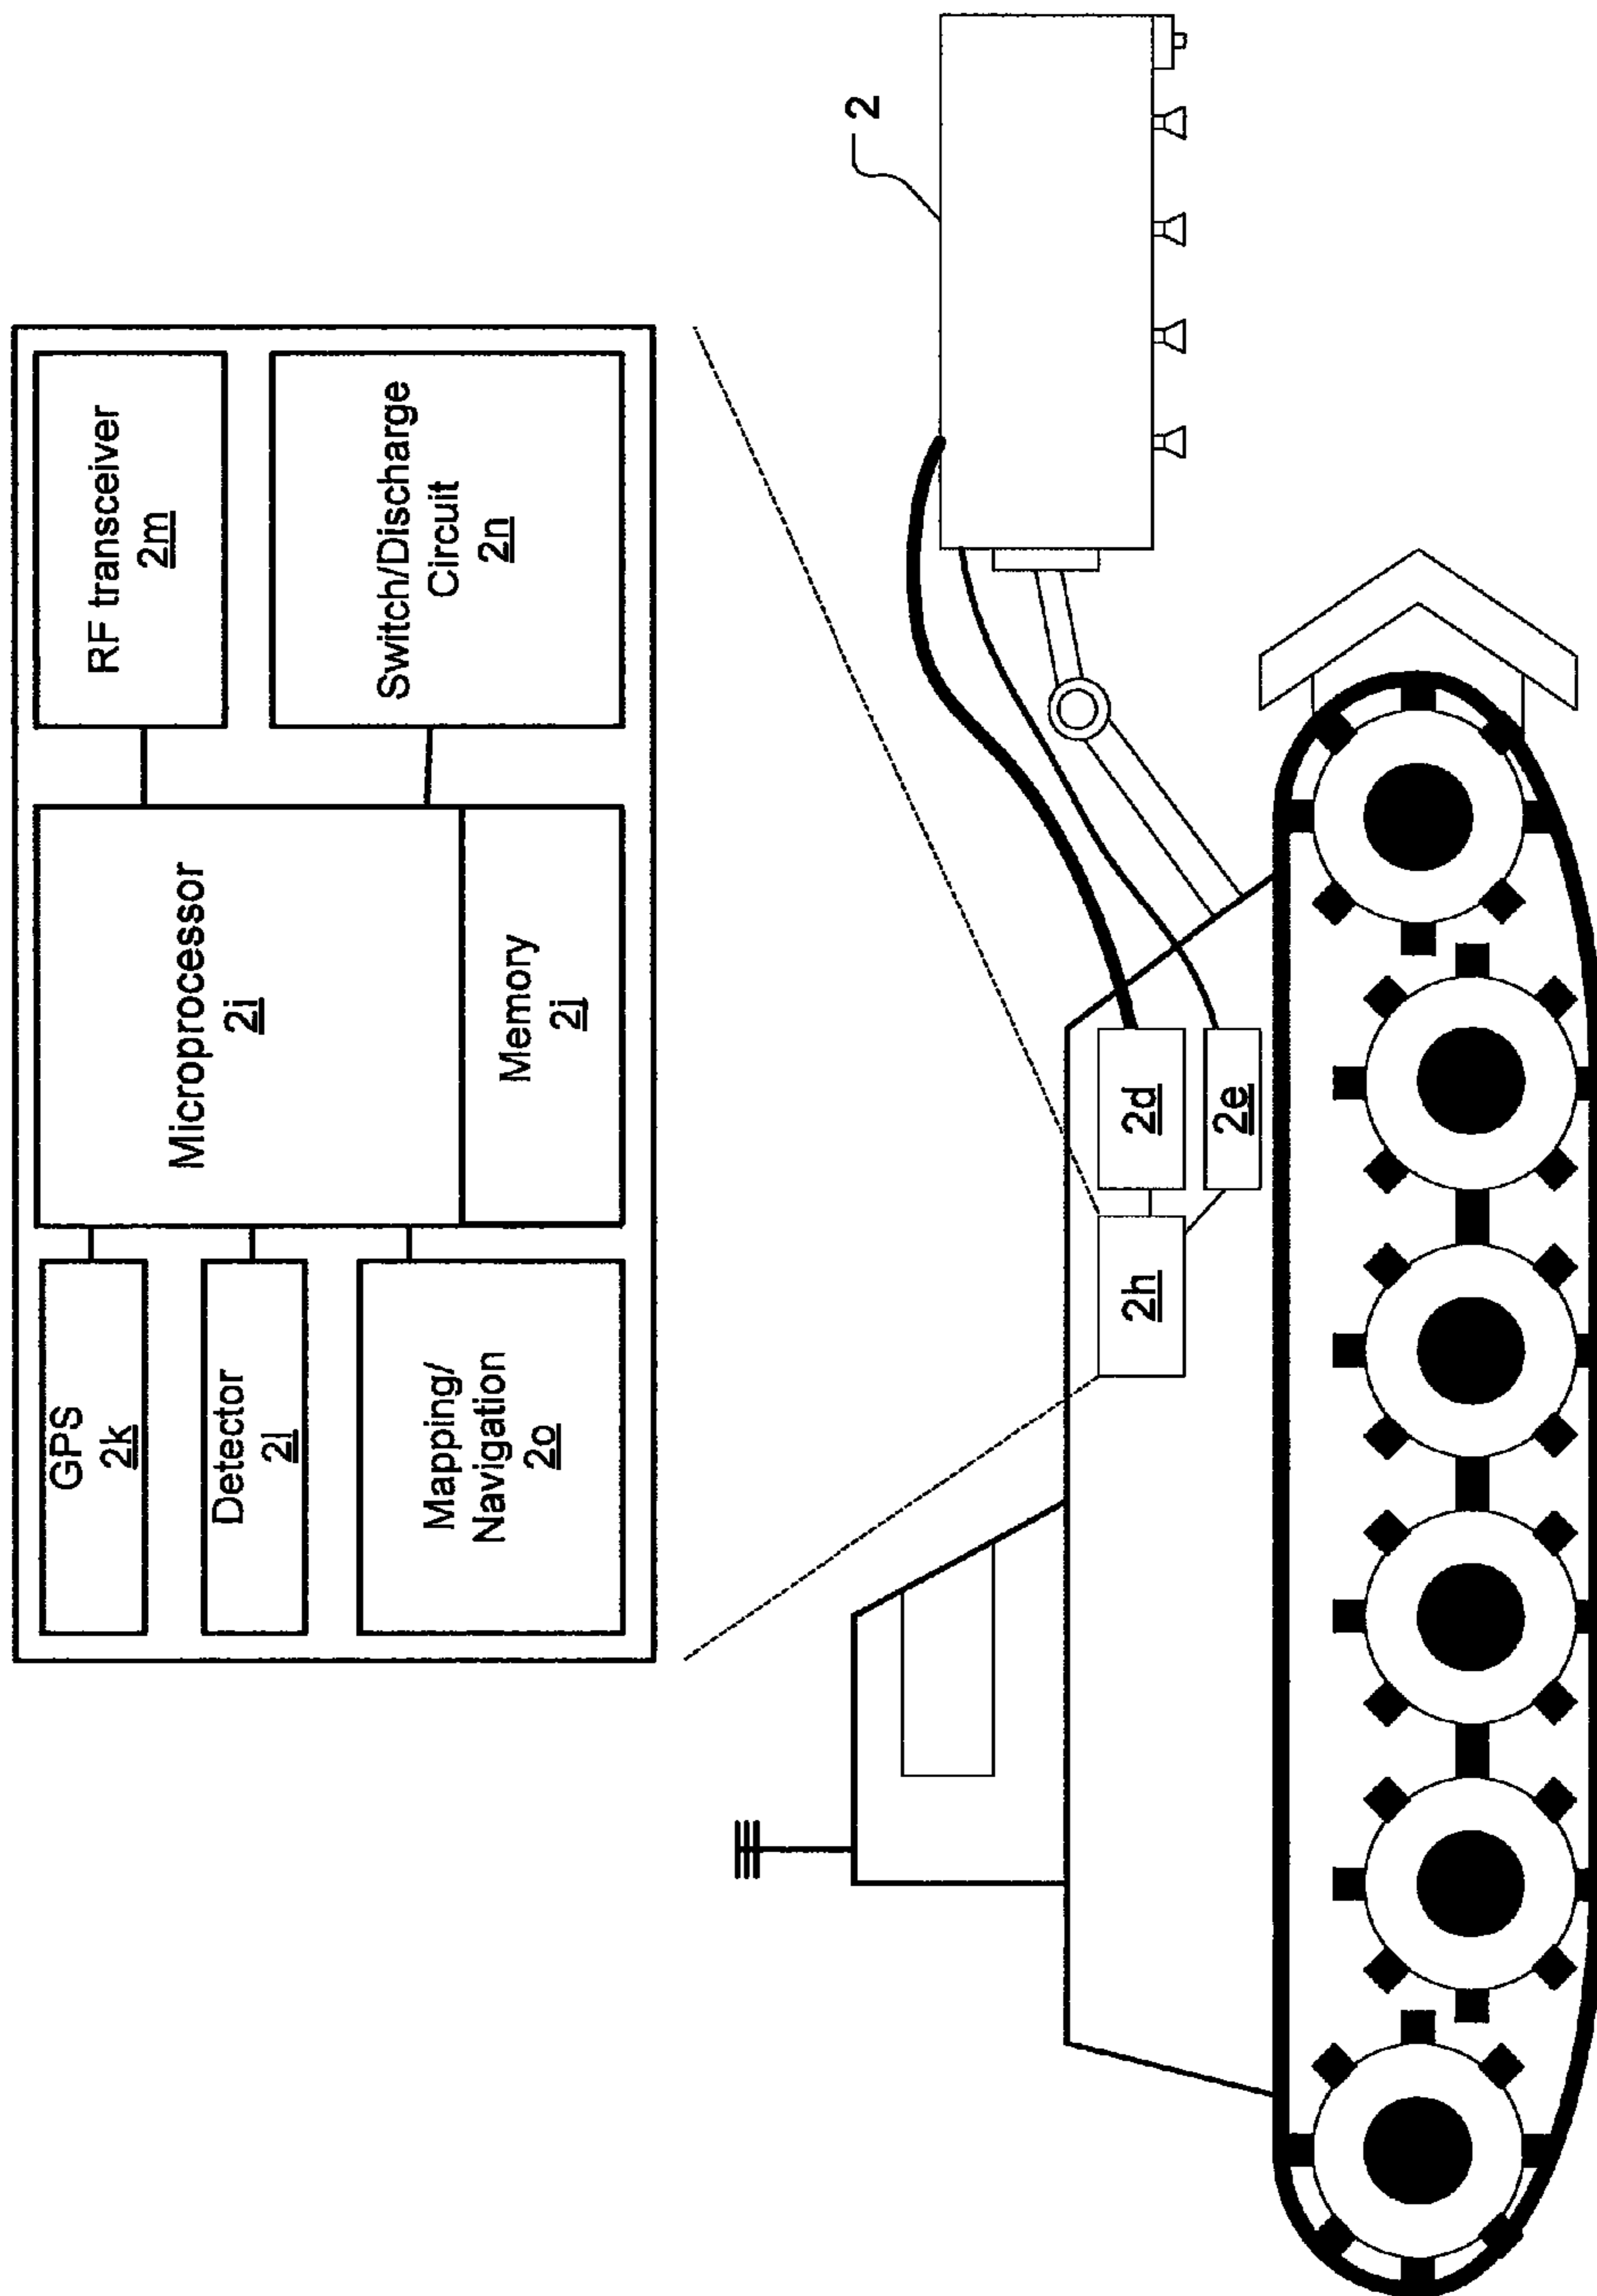 GPS
2k
Detector
2l
Mapping/
Navigation
2o
Microprocessor
2i
Memory
2j
RF transceiver
2m
Switch/Discharge
Circuit
2n
2
2h
2d
2e